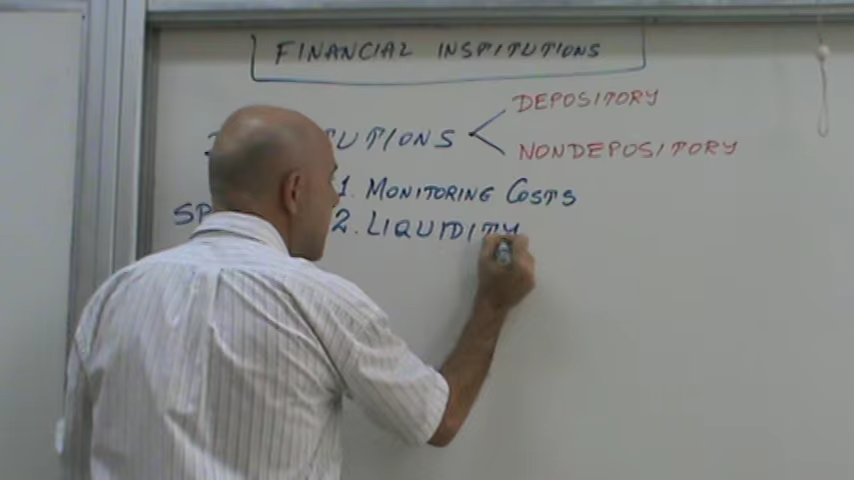 FINANCIAL INSTITUTIONS
DEPOSITORY
NONDEPOSITORY
1. MONITORING COSTS
2. LIQUIDITY